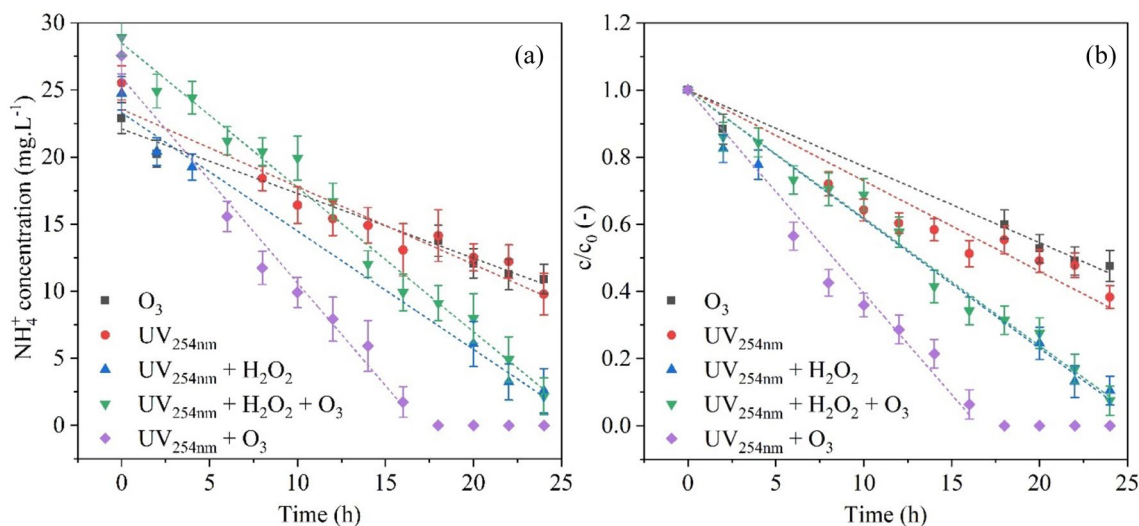 (a)
NH₄⁺ concentration (mg.L⁻¹)
30
25
20
15
10
5
0
O₃
UV₂₅₄ₙₘ
UV₂₅₄ₙₘ + H₂O₂
UV₂₅₄ₙₘ + H₂O₂ + O₃
UV₂₅₄ₙₘ + O₃
0 5 10 15 20 25
Time (h)
(b)
c/c₀ (-)
1.2
1.0
0.8
0.6
0.4
0.2
0.0
O₃
UV₂₅₄ₙₘ
UV₂₅₄ₙₘ + H₂O₂
UV₂₅₄ₙₘ + H₂O₂ + O₃
UV₂₅₄ₙₘ + O₃
0 5 10 15 20 25
Time (h)